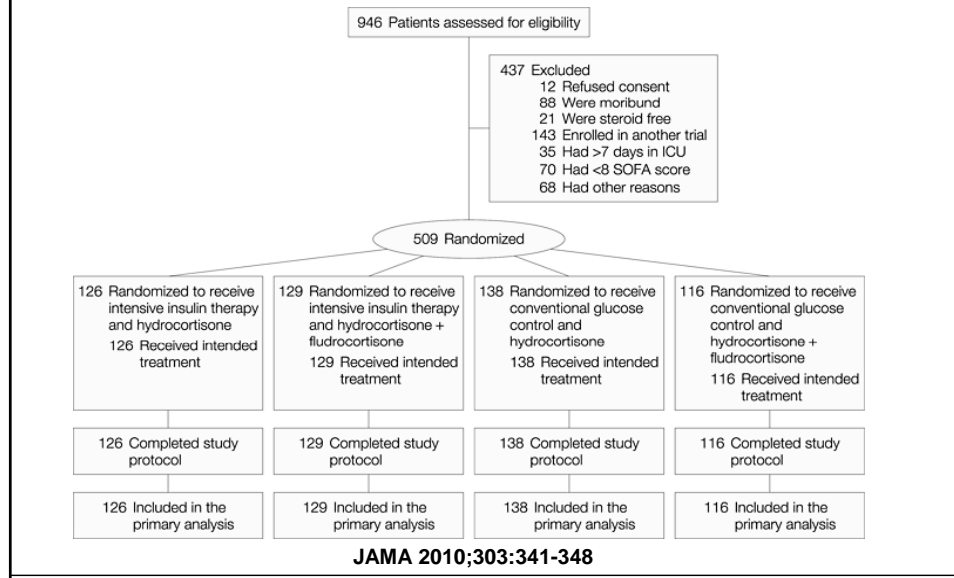 946 Patients assessed for eligibility
437 Excluded
12 Refused consent
88 Were moribund
21 Were steroid free
143 Enrolled in another trial
35 Had >7 days in ICU
70 Had <8 SOFA score
68 Had other reasons
509 Randomized
126 Randomized to receive
intensive insulin therapy
and hydrocortisone
126 Received intended
treatment
129 Randomized to receive
intensive insulin therapy
and hydrocortisone +
fludrocortisone
129 Received intended
treatment
138 Randomized to receive
conventional glucose
control and
hydrocortisone
138 Received intended
treatment
116 Randomized to receive
conventional glucose
control and
hydrocortisone +
fludrocortisone
116 Received intended
treatment
126 Completed study
protocol
129 Completed study
protocol
138 Completed study
protocol
116 Completed study
protocol
126 Included in the
primary analysis
129 Included in the
primary analysis
138 Included in the
primary analysis
116 Included in the
primary analysis
JAMA 2010;303:341-348